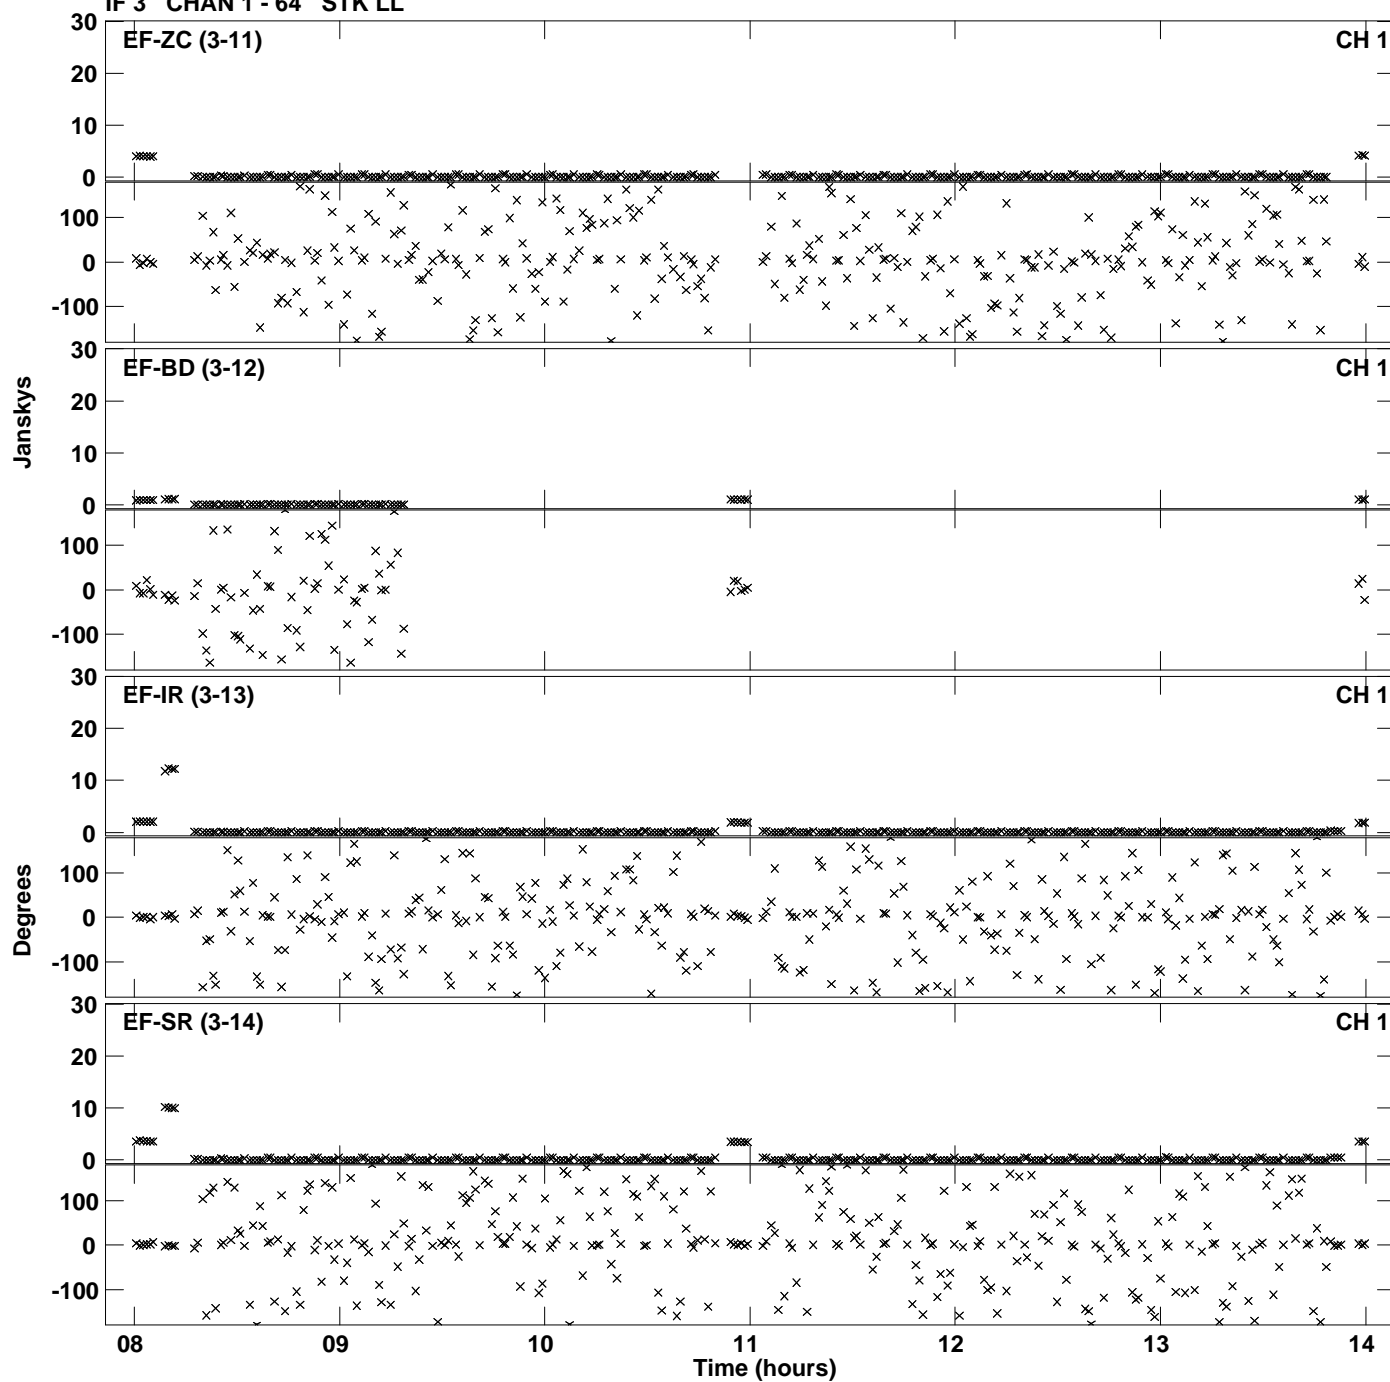 IF 3 CHAN 1 - 64 STK LL
30
EF-ZC (3-11)
CH 1
20
10
0
100
0
-100
30
EF-BD (3-12)
CH 1
20
10
0
100
0
-100
Janskys
30
EF-IR (3-13)
CH 1
20
10
0
100
0
-100
Degrees
30
EF-SR (3-14)
CH 1
20
10
0
100
0
-100
08 09 10 11 12 13 14
Time (hours)